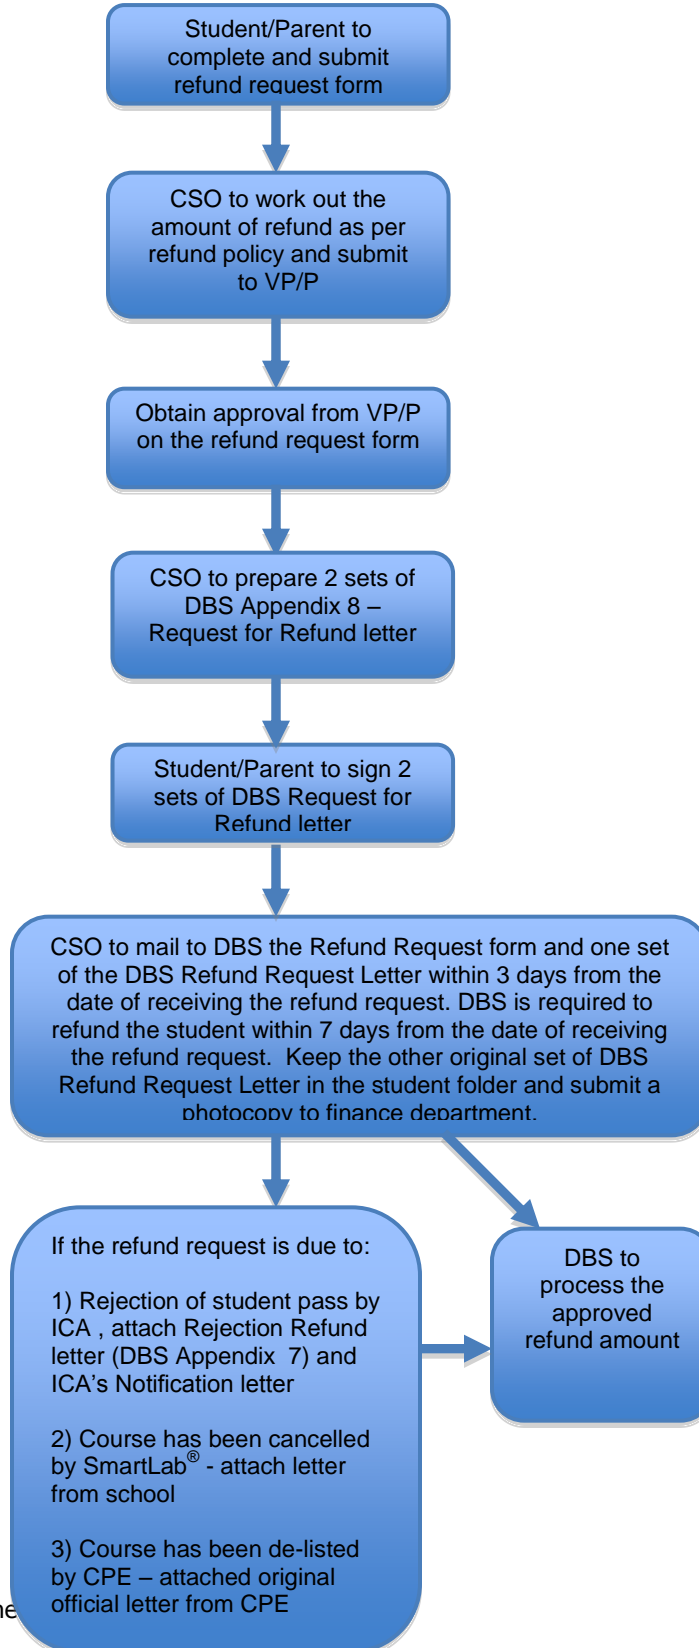 Student/Parent to
complete and submit
refund request form
CSO to work out the
amount of refund as per
refund policy and submit
to VP/P
Obtain approval from VP/P
on the refund request form
CSO to prepare 2 sets of
DBS Appendix 8 –
Request for Refund letter
Student/Parent to sign 2
sets of DBS Request for
Refund letter
CSO to mail to DBS the Refund Request form and one set
of the DBS Refund Request Letter within 3 days from the
date of receiving the refund request. DBS is required to
refund the student within 7 days from the date of receiving
the refund request.  Keep the other original set of DBS
Refund Request Letter in the student folder and submit a
photocopy to finance department.
If the refund request is due to:
1) Rejection of student pass by
ICA , attach Rejection Refund
letter (DBS Appendix  7) and
ICA's Notification letter
2) Course has been cancelled
by SmartLab® - attach letter
from school
3) Course has been de-listed
by CPE – attached original
official letter from CPE
DBS to
process the
approved
refund amount